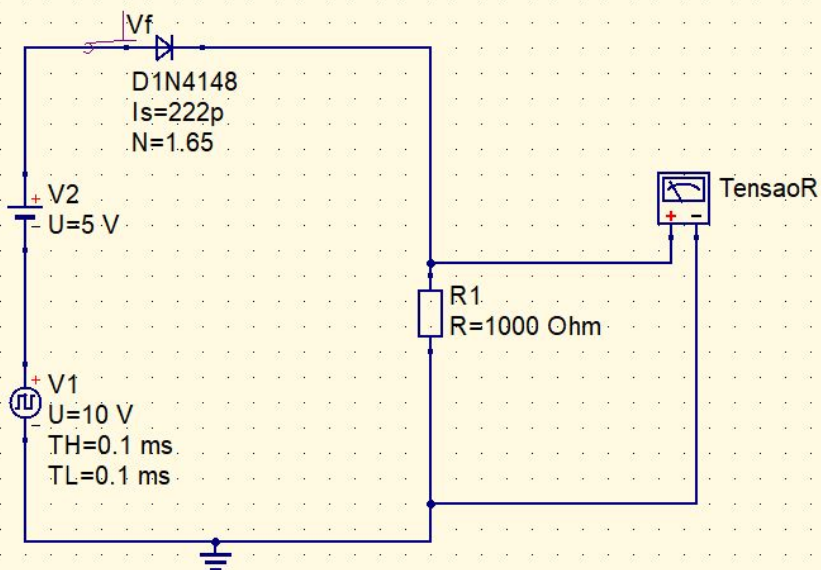 Vf
D1N4148
Is=222p
N=1.65
V2
U=5 V
TensaoR
R1
R=1000 Ohm
V1
U=10 V
TH=0.1 ms
TL=0.1 ms